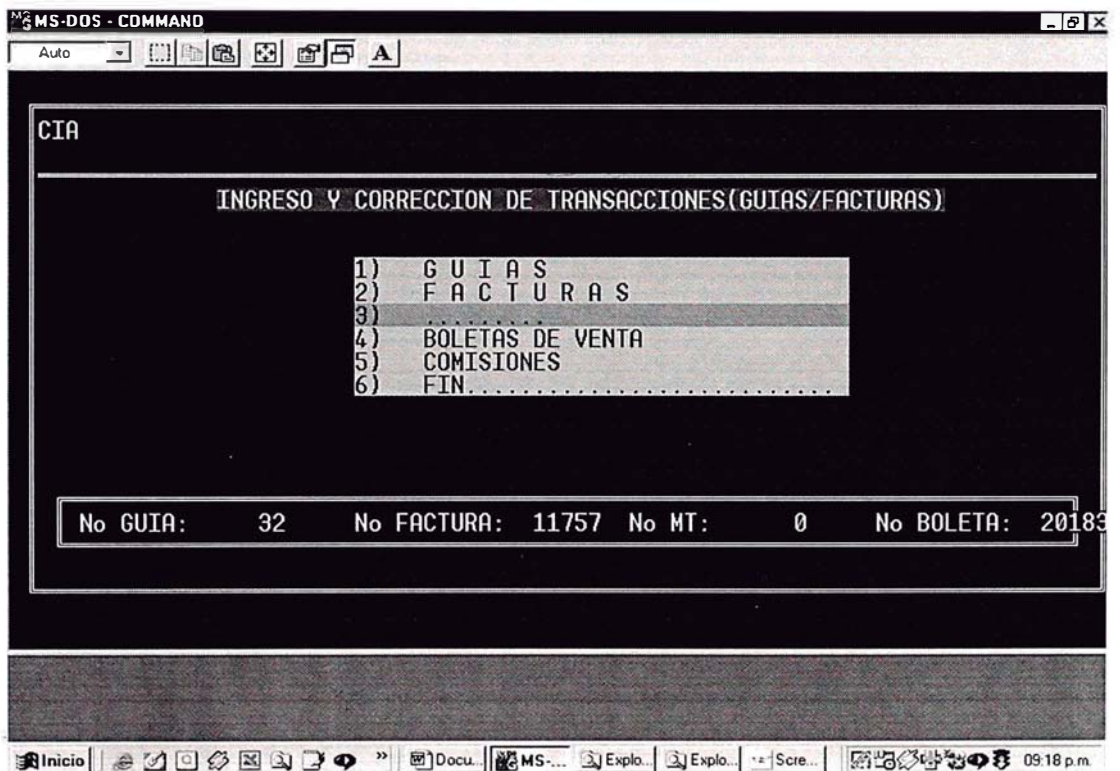 MS-DOS - COMMAND
Auto
A
CIA
INGRESO Y CORRECCION DE TRANSACCIONES(GUIAS/FACTURAS)
1) G U I A S
2) F A C T U R A S
3) .........
4) BOLETAS DE VENTA
5) COMISIONES
6) FIN...........................
No GUIA: 32 No FACTURA: 11757 No MT: 0 No BOLETA: 20183
Inicio » Docu... MS-... Explo... Explo... Scre... 09:18 p.m.